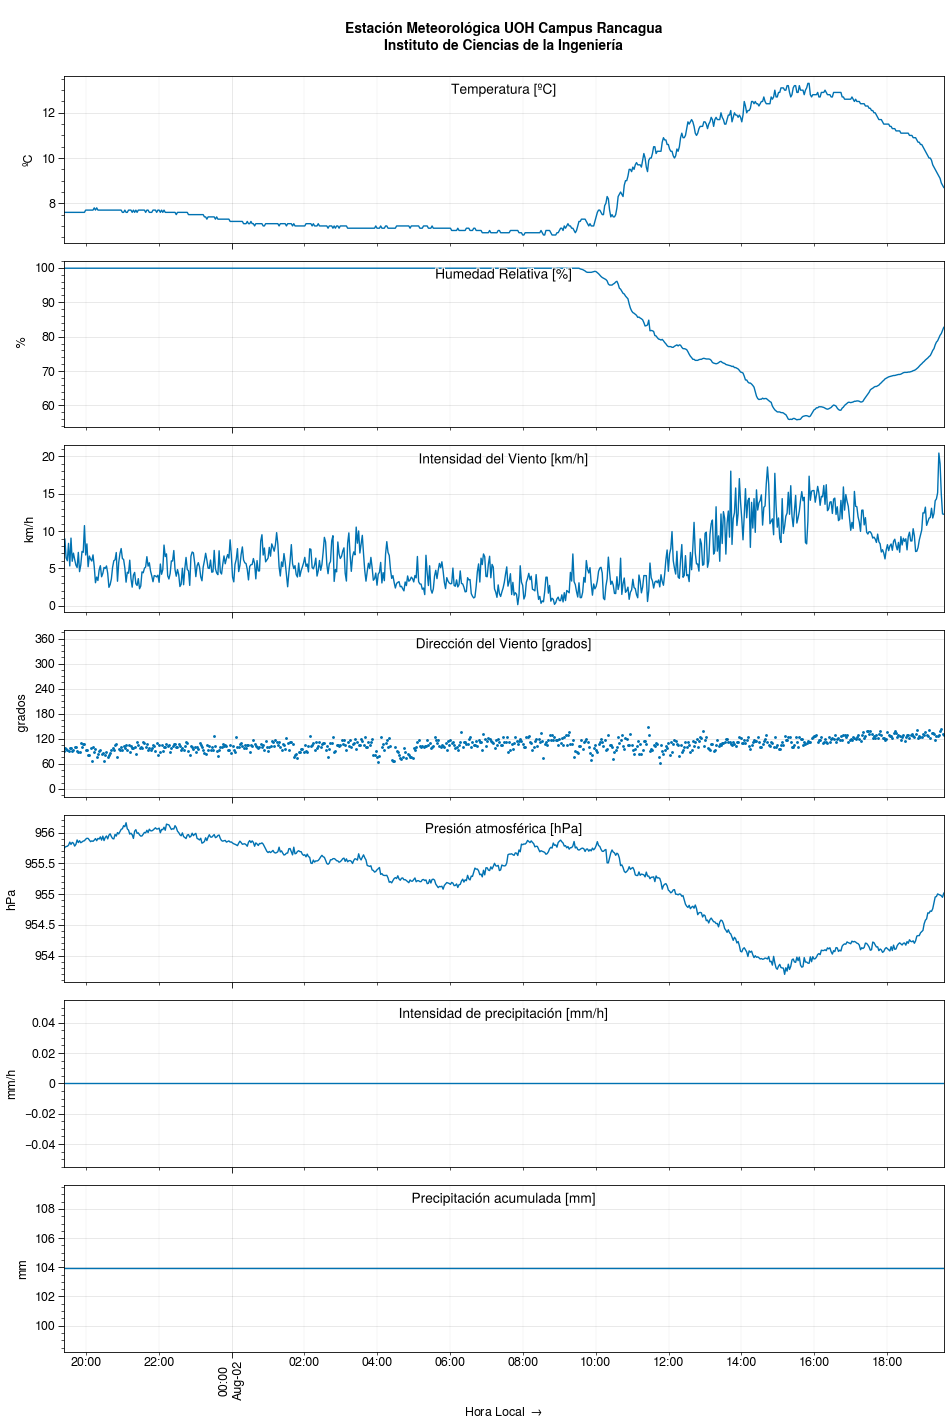 Estación Meteorológica UOH Campus Rancagua
Instituto de Ciencias de la Ingeniería
Temperatura [ºC]
ºC
12
10
8
Humedad Relativa [%]
%
100
90
80
70
60
Intensidad del Viento [km/h]
km/h
20
15
10
5
0
Dirección del Viento [grados]
grados
360
300
240
180
120
60
0
Presión atmosférica [hPa]
hPa
956
955.5
955
954.5
954
Intensidad de precipitación [mm/h]
mm/h
0.04
0.02
0
−0.02
−0.04
Precipitación acumulada [mm]
mm
108
106
104
102
100
20:00 22:00 00:00 02:00 04:00 06:00 08:00 10:00 12:00 14:00 16:00 18:00
Aug-02
Hora Local →